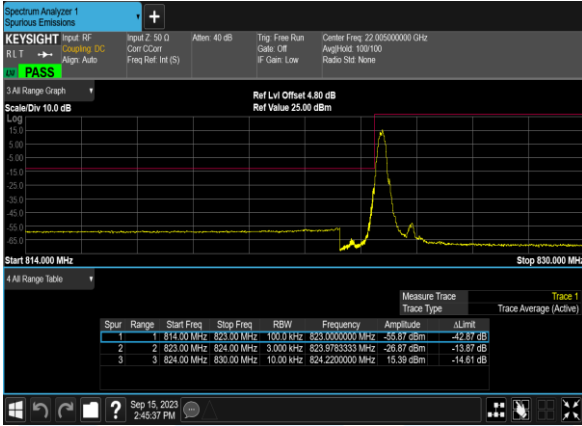 Spectrum Analyzer 1
Spurious Emissions
+
KEYSIGHT Input: RF Input Z: 50 Ω Atten: 40 dB Trig: Free Run Center Freq: 22.005000000 GHz
RLT Coupling: DC Corr CCorr Gate: Off Avg|Hold: 100/100
Align: Auto Freq Ref: Int (S) IF Gain: Low Radio Std: None
LW PASS
3 All Range Graph
Ref Lvl Offset 4.80 dB
Scale/Div 10.0 dB Ref Value 25.00 dBm
Log
15.0
5.00
-5.00
-15.0
-25.0
-35.0
-45.0
-55.0
-65.0
Start 814.000 MHz Stop 830.000 MHz
4 All Range Table
Measure Trace Trace 1
Trace Type Trace Average (Active)
Spur Range Start Freq Stop Freq RBW Frequency Amplitude ΔLimit
1 1 814.00 MHz 823.00 MHz 100.0 kHz 823.0000000 MHz -55.87 dBm -42.87 dB
2 2 823.00 MHz 824.00 MHz 3.000 kHz 823.9783333 MHz -26.87 dBm -13.87 dB
3 3 824.00 MHz 830.00 MHz 10.00 kHz 824.2200000 MHz 15.39 dBm -14.61 dB
? Sep 15, 2023
2:45:37 PM